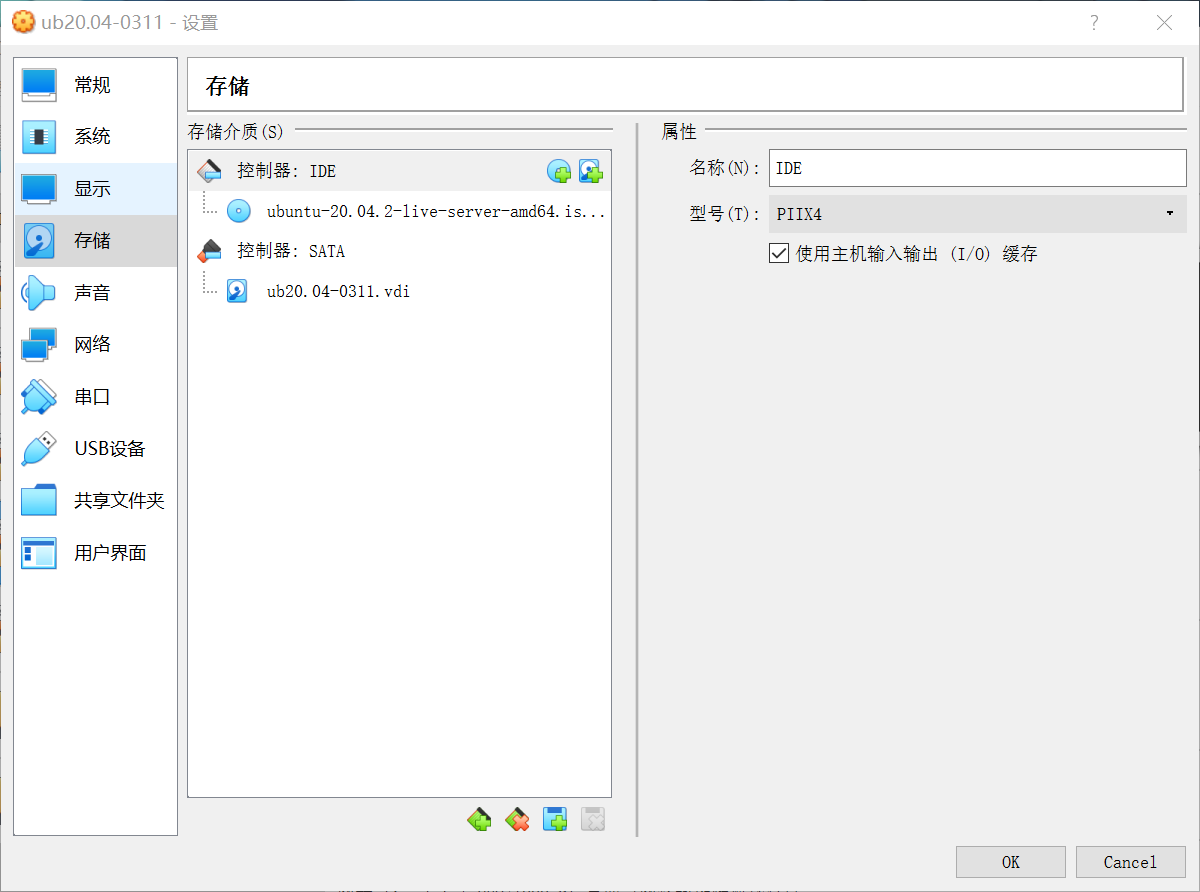 ub20.04-0311 - 设置
?
常规
系统
显示
存储
声音
网络
串口
USB设备
共享文件夹
用户界面
存储
存储介质(S)
控制器: IDE
ubuntu-20.04.2-live-server-amd64.is...
控制器: SATA
ub20.04-0311.vdi
属性
名称(N): IDE
型号(T): PIIX4
使用主机输入输出 (I/O) 缓存
OK
Cancel